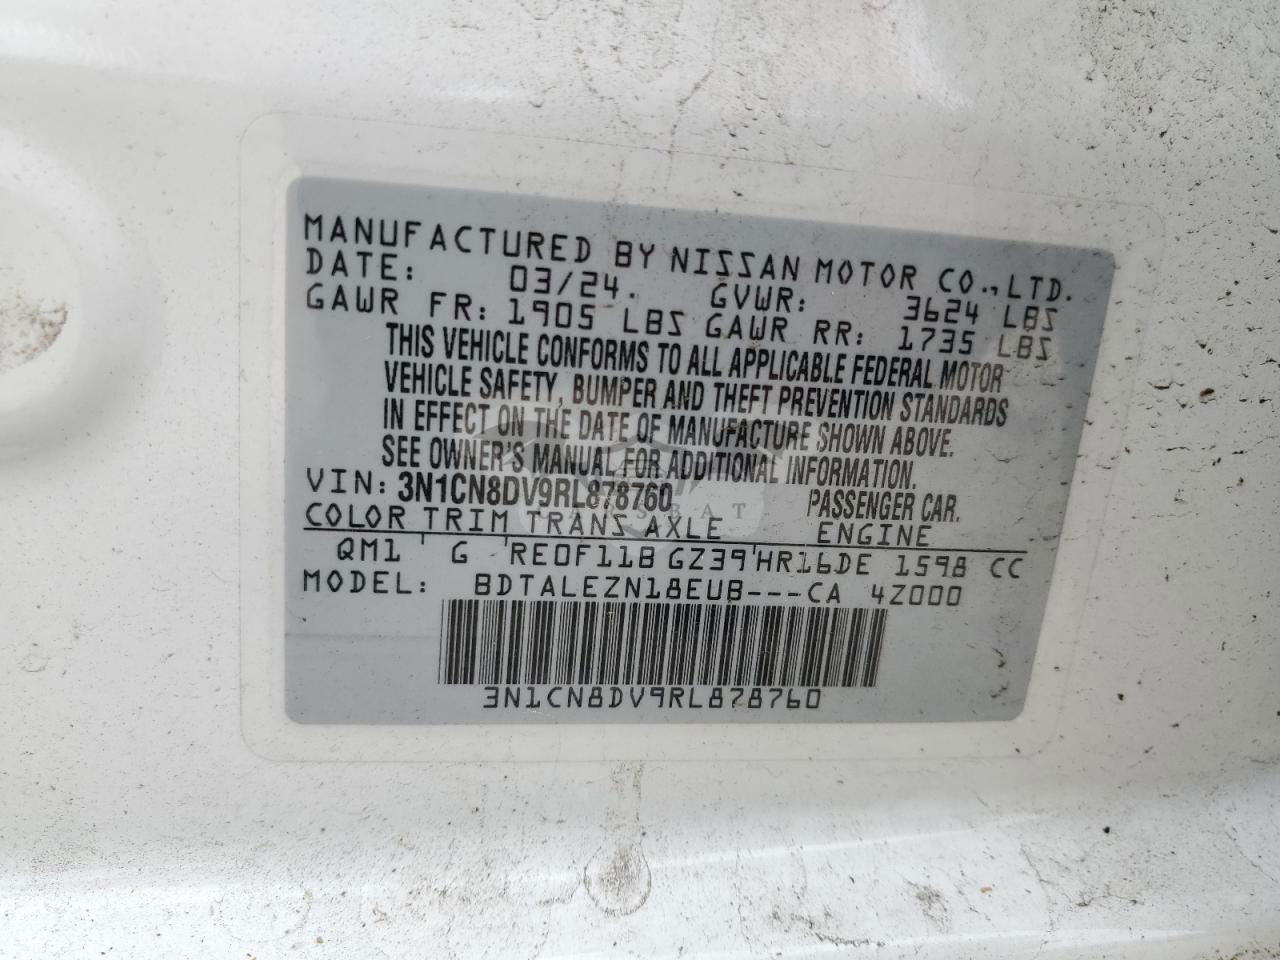 MANUFACTURED BY NISSAN MOTOR CO.,LTD.
DATE: 03/24. GVWR: 3624 LBS
GAWR FR: 1905 LBS GAWR RR: 1735 LBS
THIS VEHICLE CONFORMS TO ALL APPLICABLE FEDERAL MOTOR
VEHICLE SAFETY, BUMPER AND THEFT PREVENTION STANDARDS
IN EFFECT ON THE DATE OF MANUFACTURE SHOWN ABOVE.
SEE OWNER'S MANUAL FOR ADDITIONAL INFORMATION.
VIN: 3N1CN8DV9RL878760 PASSENGER CAR.
CARSBAT
COLOR TRIM TRANS AXLE ENGINE
QM1 G RE0F11B GZ39 HR16DE 1598 CC
MODEL: BDTALEZN18EUB---CA 4Z000
3N1CN8DV9RL878760